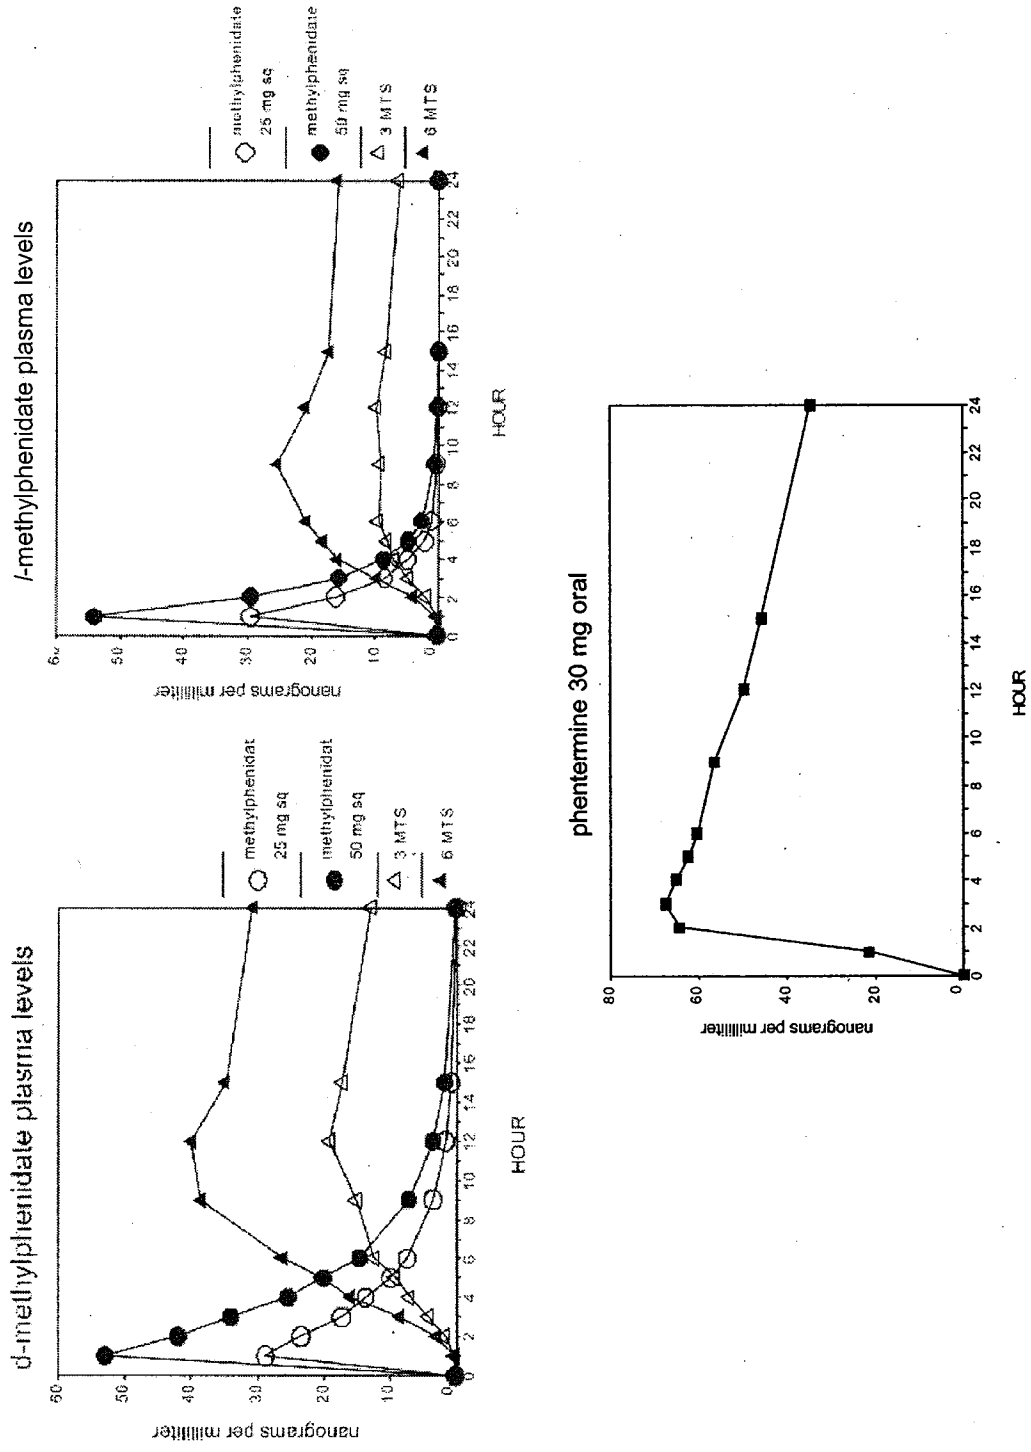 d-methylphenidate plasma levels
nanograms per milliliter
60
50
40
30
20
10
0
0
2
4
6
8
10
12
14
16
18
20
22
24
HOUR
methylphenidat
25 mg sq
methylphenidat
50 mg sq
3 MTS
6 MTS
l-methylphenidate plasma levels
nanograms per milliliter
60
50
40
30
20
10
0
0
2
4
6
8
10
12
14
16
18
20
22
24
HOUR
methylphenidate
25 mg sq
methylphenidate
50 mg sq
3 MTS
6 MTS
phentermine 30 mg oral
nanograms per milliliter
80
60
40
20
0
0
2
4
6
8
10
12
14
16
18
20
22
24
HOUR